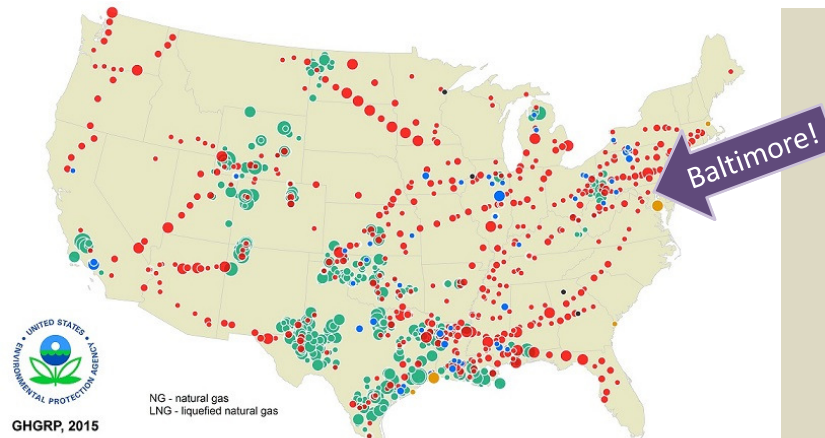 Baltimore!
UNITED STATES
ENVIRONMENTAL PROTECTION AGENCY
NG - natural gas
LNG - liquefied natural gas
GHGRP, 2015